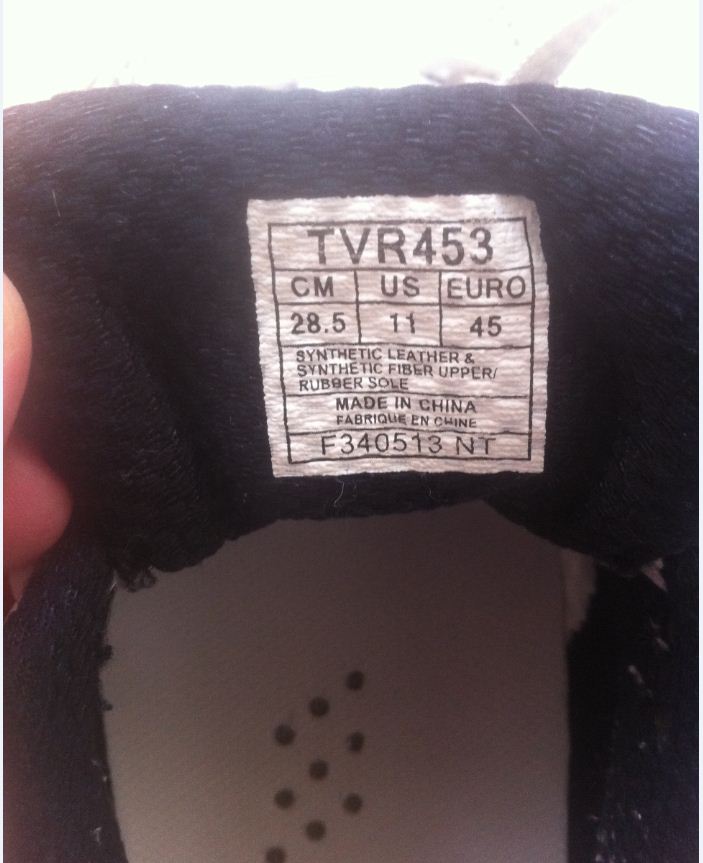 TVR453
CM US EURO
28.5 11 45
SYNTHETIC LEATHER &
SYNTHETIC FIBER UPPER/
RUBBER SOLE
MADE IN CHINA
FABRIQUE EN CHINE
F340513 NT